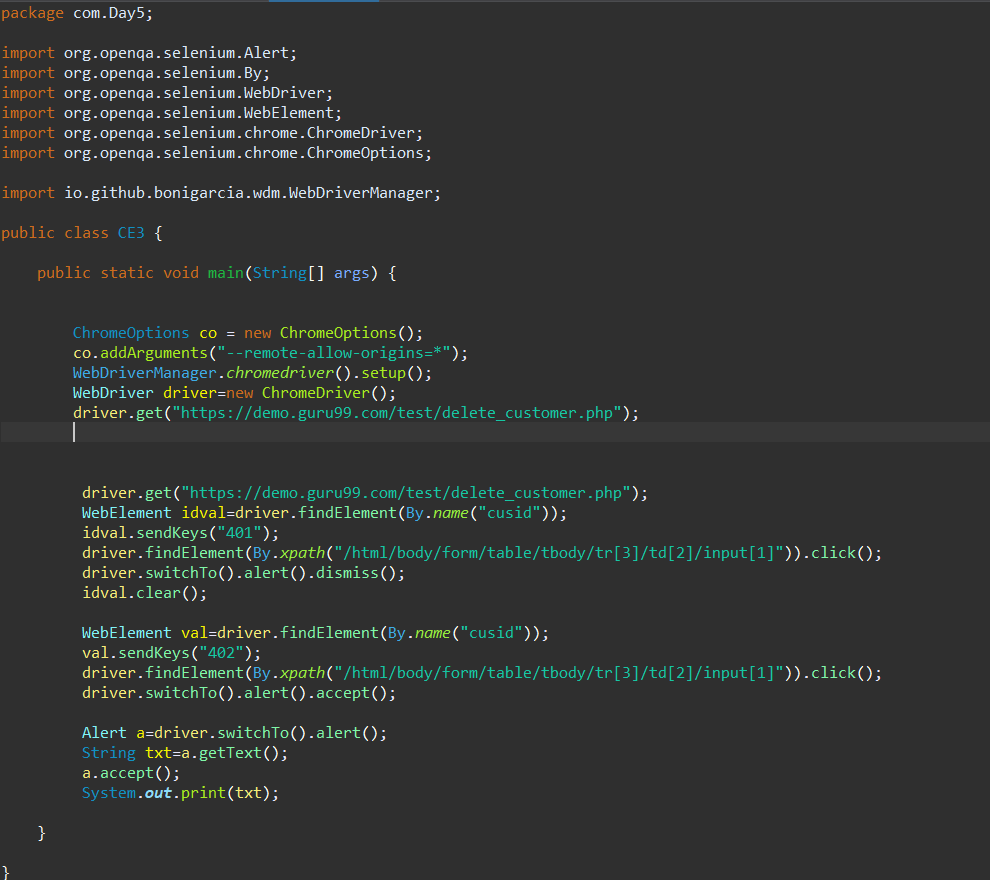 package com.Day5;
import org.openqa.selenium.Alert;
import org.openqa.selenium.By;
import org.openqa.selenium.WebDriver;
import org.openqa.selenium.WebElement;
import org.openqa.selenium.chrome.ChromeDriver;
import org.openqa.selenium.chrome.ChromeOptions;
import io.github.bonigarcia.wdm.WebDriverManager;
public class CE3 {
public static void main(String[] args) {
ChromeOptions co = new ChromeOptions();
co.addArguments("--remote-allow-origins=*");
WebDriverManager.chromedriver().setup();
WebDriver driver=new ChromeDriver();
driver.get("https://demo.guru99.com/test/delete_customer.php");
driver.get("https://demo.guru99.com/test/delete_customer.php");
WebElement idval=driver.findElement(By.name("cusid"));
idval.sendKeys("401");
driver.findElement(By.xpath("/html/body/form/table/tbody/tr[3]/td[2]/input[1]")).click();
driver.switchTo().alert().dismiss();
idval.clear();
WebElement val=driver.findElement(By.name("cusid"));
val.sendKeys("402");
driver.findElement(By.xpath("/html/body/form/table/tbody/tr[3]/td[2]/input[1]")).click();
driver.switchTo().alert().accept();
Alert a=driver.switchTo().alert();
String txt=a.getText();
a.accept();
System.out.print(txt);
}
}